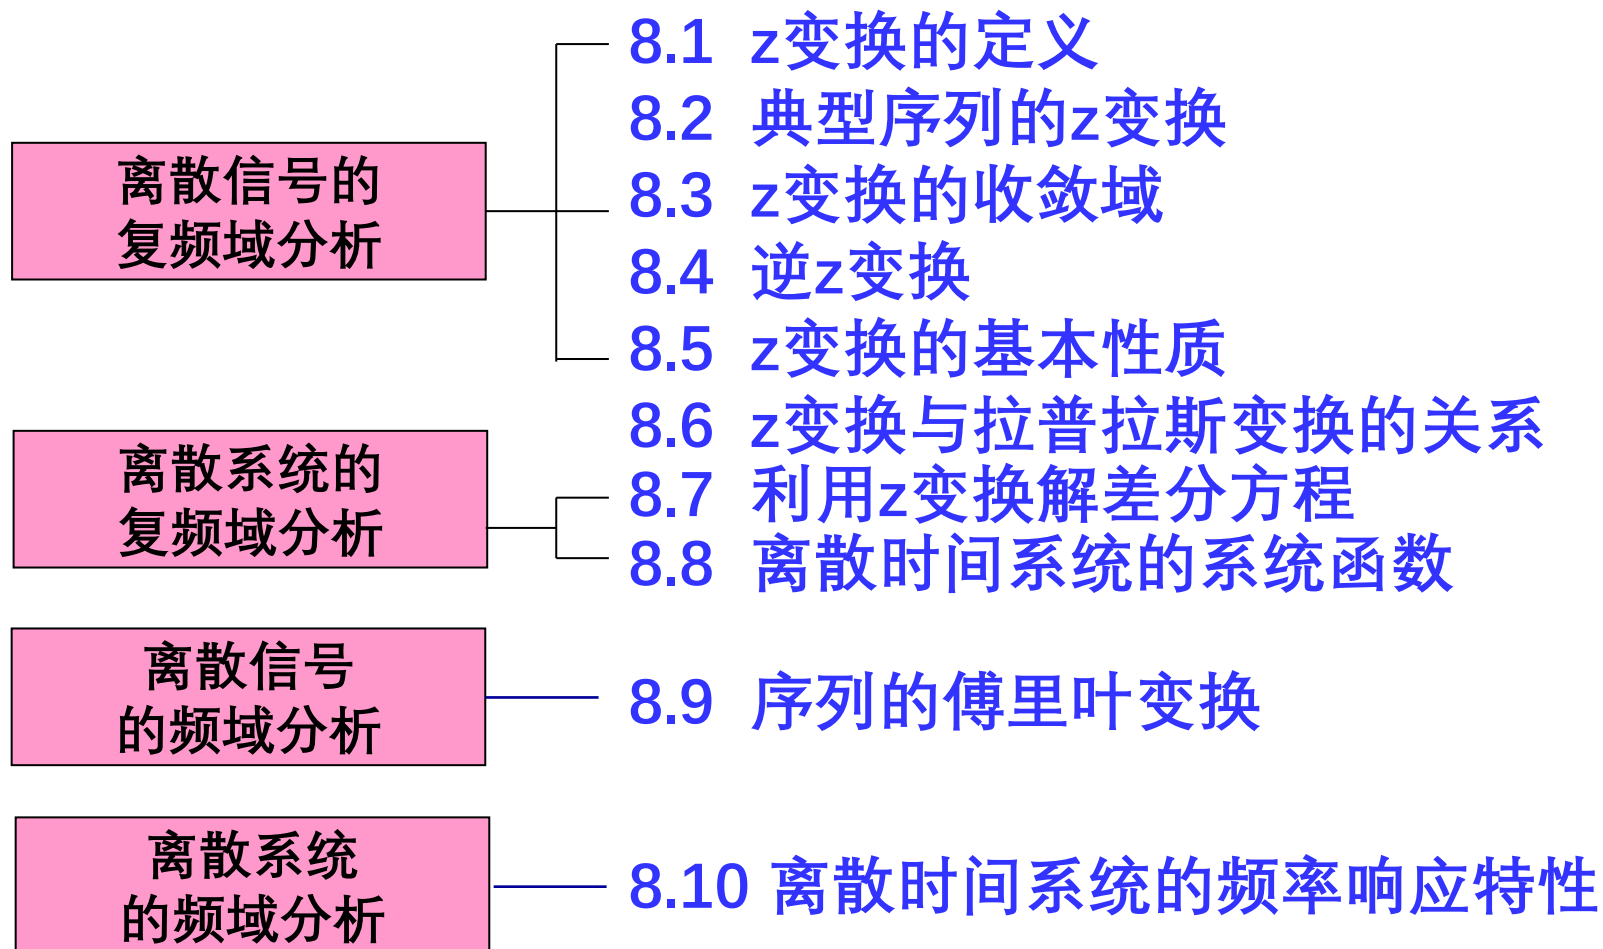 离散信号的
复频域分析
8.1 z变换的定义
8.2 典型序列的z变换
8.3 z变换的收敛域
8.4 逆z变换
8.5 z变换的基本性质
8.6 z变换与拉普拉斯变换的关系
离散系统的
复频域分析
8.7 利用z变换解差分方程
8.8 离散时间系统的系统函数
离散信号
的频域分析
8.9 序列的傅里叶变换
离散系统
的频域分析
8.10 离散时间系统的频率响应特性